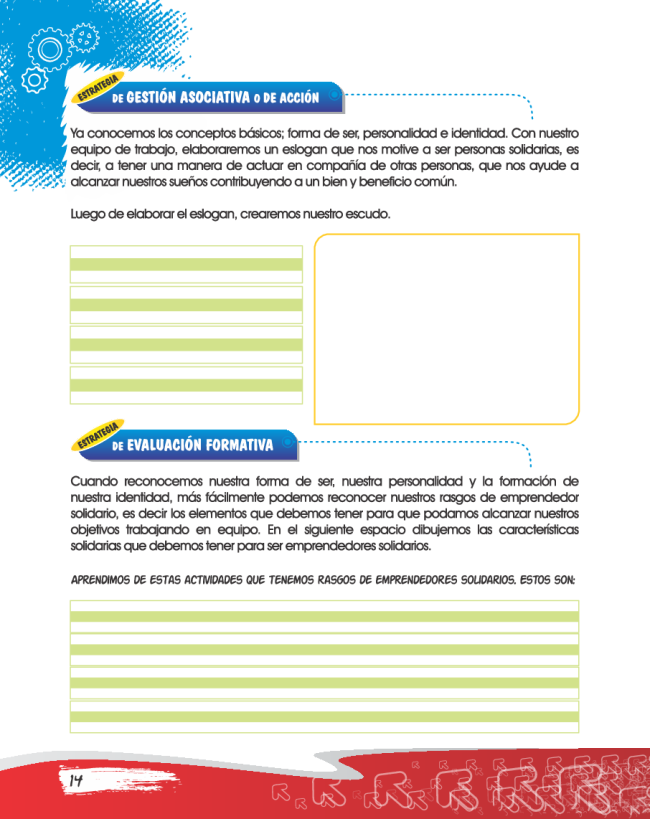 ESTRATEGIA
DE GESTIÓN ASOCIATIVA O DE ACCIÓN
Ya conocemos los conceptos básicos; forma de ser, personalidad e identidad. Con nuestro
equipo de trabajo, elaboraremos un eslogan que nos motive a ser personas solidarias, es
decir, a tener una manera de actuar en compañía de otras personas, que nos ayude a
alcanzar nuestros sueños contribuyendo a un bien y beneficio común.
Luego de elaborar el eslogan, crearemos nuestro escudo.
ESTRATEGIA
DE EVALUACIÓN FORMATIVA
Cuando reconocemos nuestra forma de ser, nuestra personalidad y la formación de
nuestra identidad, más fácilmente podemos reconocer nuestros rasgos de emprendedor
solidario, es decir los elementos que debemos tener para que podamos alcanzar nuestros
objetivos trabajando en equipo. En el siguiente espacio dibujemos las características
solidarias que debemos tener para ser emprendedores solidarios.
APRENDIMOS DE ESTAS ACTIVIDADES QUE TENEMOS RASGOS DE EMPRENDEDORES SOLIDARIOS. ESTOS SON:
14